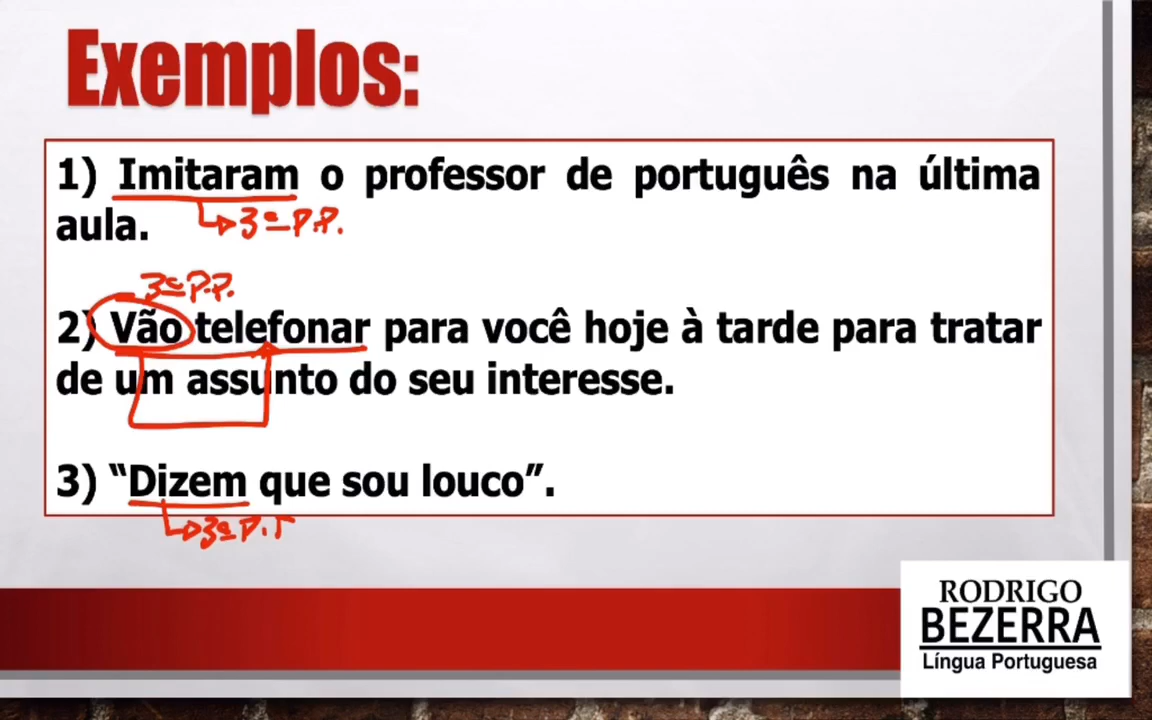 Exemplos:
1) Imitaram o professor de português na última
aula.
3ª P.P.
3ª P.P.
2) Vão telefonar para você hoje à tarde para tratar
de um assunto do seu interesse.
3) “Dizem que sou louco”.
3ª P.
RODRIGO
BEZERRA
Língua Portuguesa